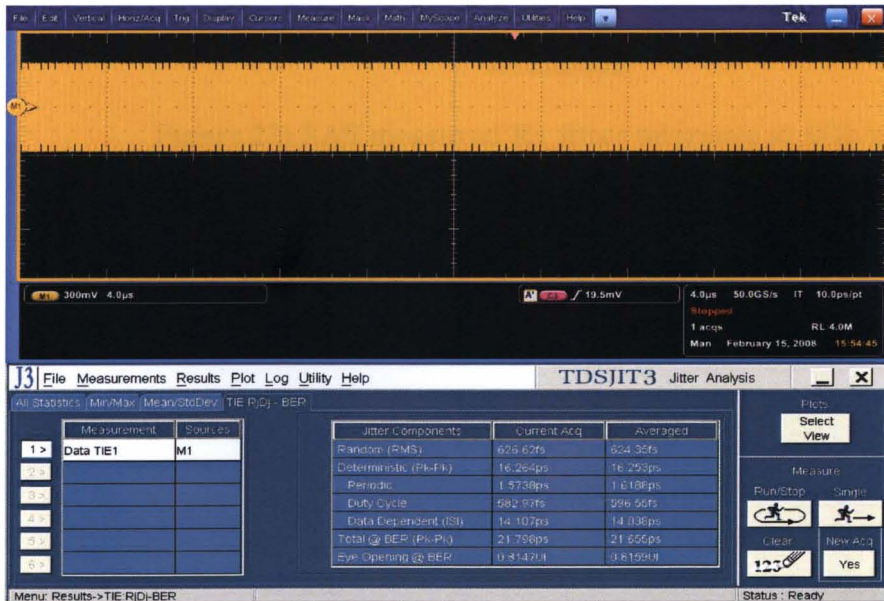 File Edit Vertical Horiz/Acq Trig Display Cursors Measure Mask Math MyScope Analyze Utilities Help Tek
M1
M1 300mV 4.0µs
A' C3 19.5mV
4.0µs 50.0GS/s IT 10.0ps/pt
Stopped
1 acqs RL:4.0M
Man February 15, 2008 15:54:45
J3 File Measurements Results Plot Log Utility Help TDSJIT3 Jitter Analysis
All Statistics Min/Max Mean/StdDev TIE:RjDj - BER
Measurement Sources
1 > Data TIE1 M1
2 >
3 >
4 >
5 >
6 >
Jitter Components Current Acq Averaged
Random (RMS) 626.62fs 624.35fs
Deterministic (Pk-Pk) 16.264ps 16.253ps
Periodic 1.5738ps 1.6188ps
Duty Cycle 582.97fs 596.55fs
Data Dependent (ISI) 14.107ps 14.038ps
Total @ BER (Pk-Pk) 21.798ps 21.655ps
Eye Opening @ BER 0.8147UI 0.8159UI
Plots
Select View
Measure
Run/Stop Single
Clear New Acq
123 Yes
Menu: Results->TIE:RjDj-BER Status : Ready